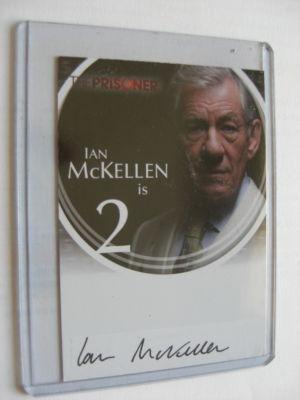 THE PRISONER
IAN
MCKELLEN
is
2
Ian McKellen